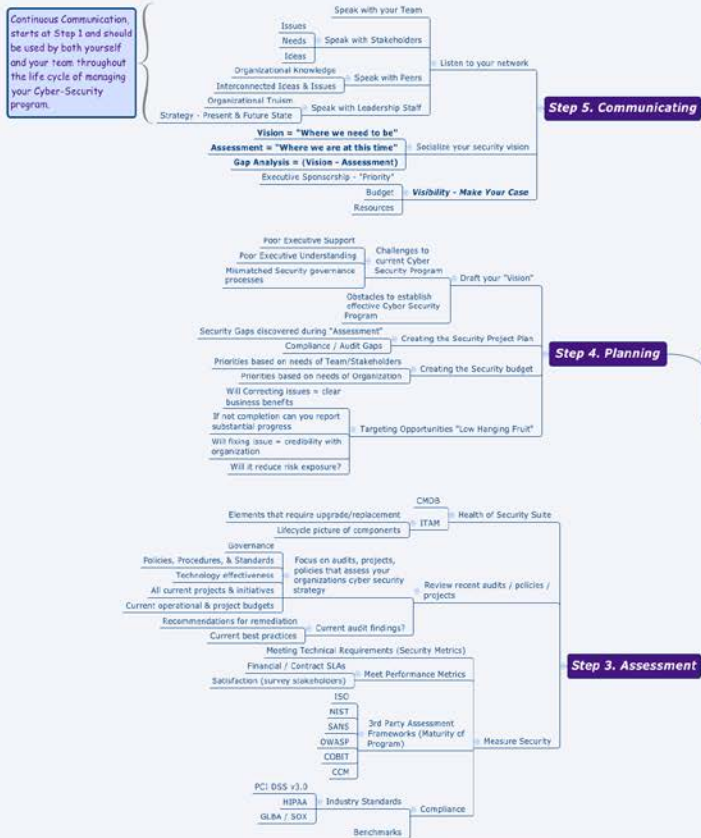 Continuous Communication,
starts at Step 1 and should
be used by both yourself
and your team throughout
the life cycle of managing
your Cyber-Security
program.
Speak with your Team
Issues
Needs
Ideas
Speak with Stakeholders
Organizational Knowledge
Interconnected Ideas & Issues
Speak with Peers
Organizational Truism
Strategy - Present & Future State
Speak with Leadership Staff
Listen to your network
Vision = "Where we need to be"
Assessment = "Where we are at this time"
Gap Analysis = (Vision - Assessment)
Socialize your security vision
Executive Sponsorship - "Priority"
Budget
Resources
Visibility - Make Your Case
Step 5. Communicating
Poor Executive Support
Poor Executive Understanding
Mismatched Security governance
processes
Challenges to
current Cyber
Security Program
Obstacles to establish
effective Cyber Security
Program
Draft your "Vision"
Security Gaps discovered during "Assessment"
Compliance / Audit Gaps
Creating the Security Project Plan
Priorities based on needs of Team/Stakeholders
Priorities based on needs of Organization
Creating the Security budget
Will Correcting issues = clear
business benefits
If not completion can you report
substantial progress
Will fixing issue = credibility with
organization
Will it reduce risk exposure?
Targeting Opportunities "Low Hanging Fruit"
Step 4. Planning
CMDB
Elements that require upgrade/replacement
Lifecycle picture of components
ITAM
Health of Security Suite
Governance
Policies, Procedures, & Standards
Technology effectiveness
All current projects & initiatives
Current operational & project budgets
Focus on audits, projects,
policies that assess your
organizations cyber security
strategy
Recommendations for remediation
Current best practices
Current audit findings?
Review recent audits / policies /
projects
Meeting Technical Requirements (Security Metrics)
Financial / Contract SLAs
Satisfaction (survey stakeholders)
Meet Performance Metrics
ISO
NIST
SANS
OWASP
COBIT
CCM
3rd Party Assessment
Frameworks (Maturity of
Program)
PCI DSS v3.0
HIPAA
GLBA / SOX
Industry Standards
Benchmarks
Compliance
Measure Security
Step 3. Assessment